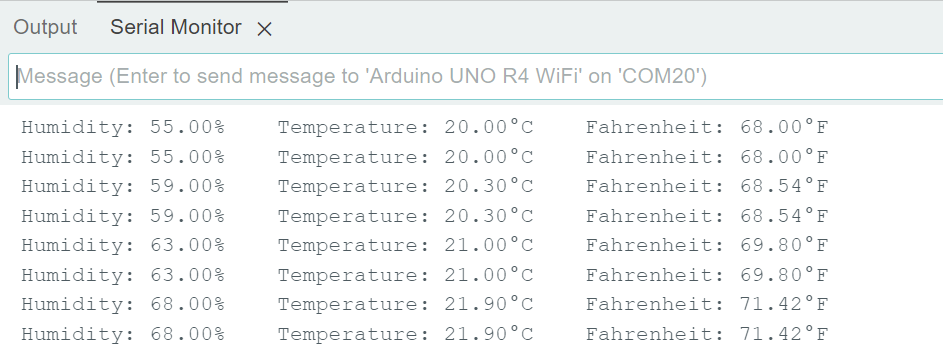 Output Serial Monitor
Message (Enter to send message to 'Arduino UNO R4 WiFi' on 'COM20')
Humidity: 55.00% Temperature: 20.00°C Fahrenheit: 68.00°F
Humidity: 55.00% Temperature: 20.00°C Fahrenheit: 68.00°F
Humidity: 59.00% Temperature: 20.30°C Fahrenheit: 68.54°F
Humidity: 59.00% Temperature: 20.30°C Fahrenheit: 68.54°F
Humidity: 63.00% Temperature: 21.00°C Fahrenheit: 69.80°F
Humidity: 63.00% Temperature: 21.00°C Fahrenheit: 69.80°F
Humidity: 68.00% Temperature: 21.90°C Fahrenheit: 71.42°F
Humidity: 68.00% Temperature: 21.90°C Fahrenheit: 71.42°F